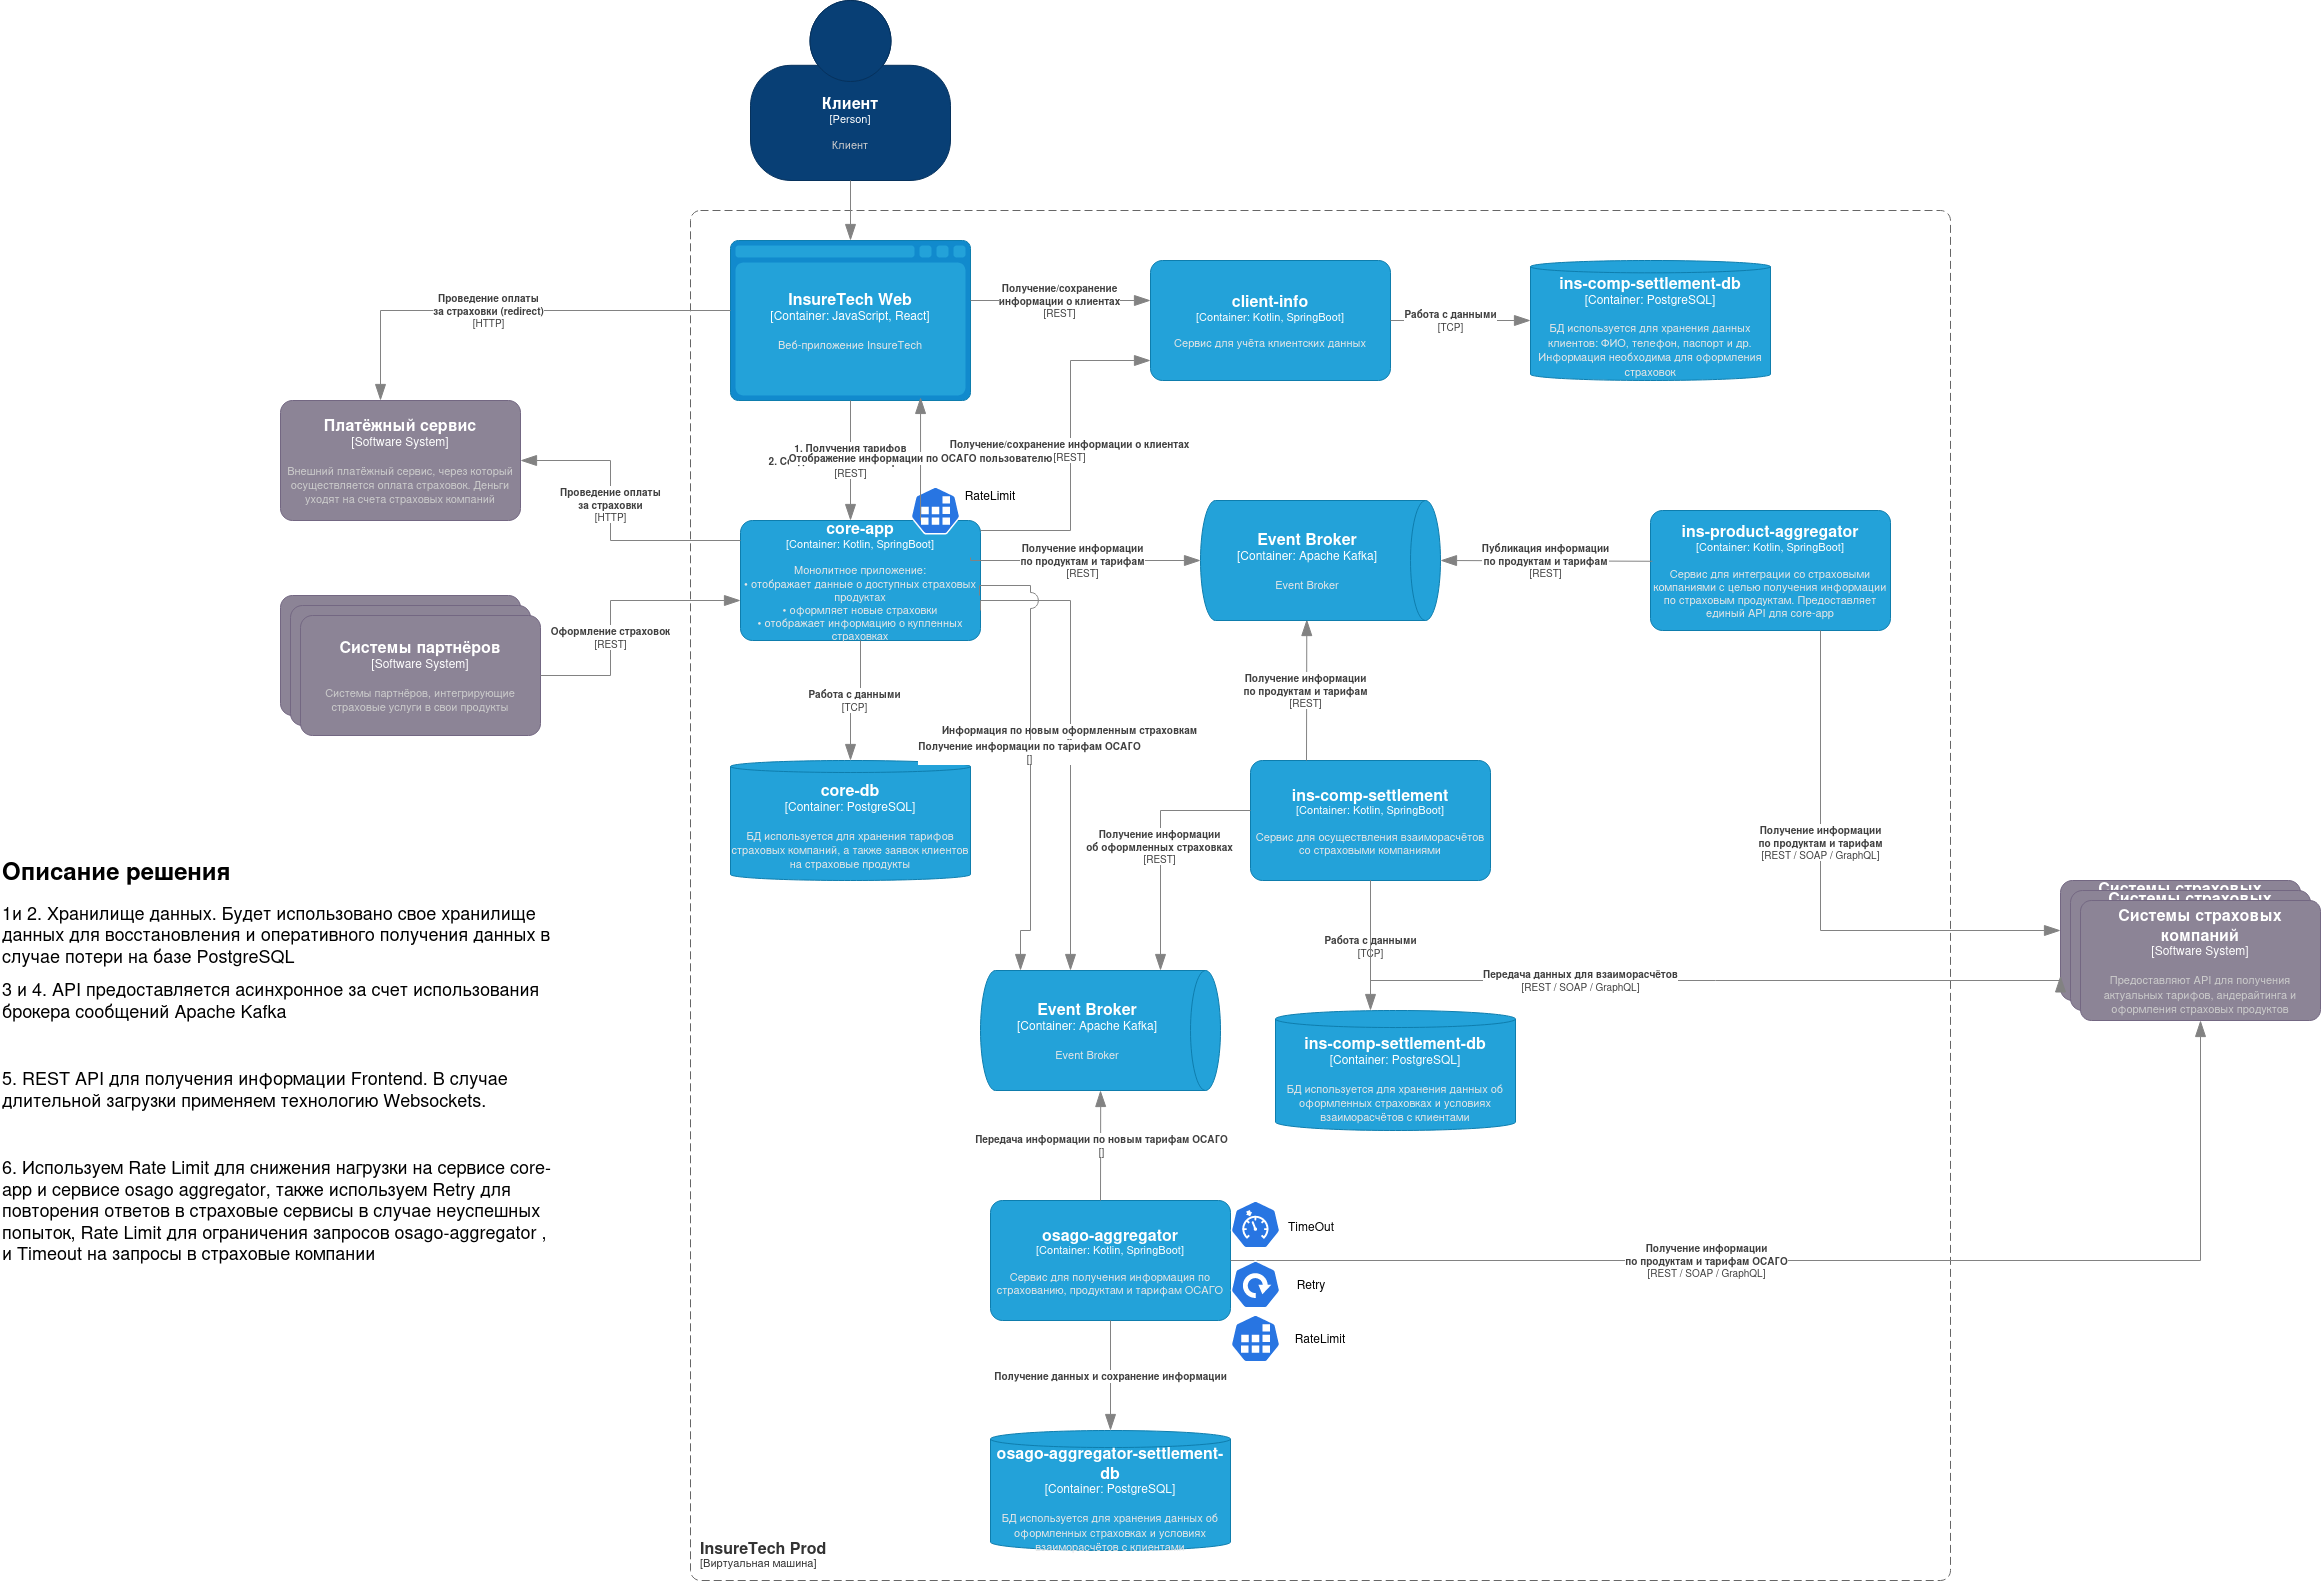 Клиент
[Person]
Клиент
InsureTech Web
[Container: JavaScript, React]
Веб-приложение InsureTech
Получение/сохранение
информации о клиентах
[REST]
client-info
[Container: Kotlin, SpringBoot]
Сервис для учёта клиентских данных
Работа с данными
[TCP]
ins-comp-settlement-db
[Container: PostgreSQL]
БД используется для хранения данных
клиентов: ФИО, телефон, паспорт и др.
Информация необходима для оформления
страховок
Проведение оплаты
за страховки (redirect)
[HTTP]
Платёжный сервис
[Software System]
Внешний платёжный сервис, через который
осуществляется оплата страховок. Деньги
уходят на счета страховых компаний
Проведение оплаты
за страховки
[HTTP]
1. Получения тарифов
2.
Отображение информации по ОСАГО пользователю
[REST]
Получение/сохранение информации о клиентах
[REST]
RateLimit
core-app
[Container: Kotlin, SpringBoot]
Монолитное приложение:
• отображает данные о доступных страховых
продуктах
• оформляет новые страховки
• отображает информацию о купленных
страховках
Получение информации
по продуктам и тарифам
[REST]
Event Broker
[Container: Apache Kafka]
Event Broker
Публикация информации
по продуктам и тарифам
[REST]
ins-product-aggregator
[Container: Kotlin, SpringBoot]
Сервис для интеграции со страховыми
компаниями с целью получения информации
по страховым продуктам. Предоставляет
единый API для core-app
Системы партнёров
[Software System]
Системы партнёров, интегрирующие
страховые услуги в свои продукты
Оформление страховок
[REST]
Работа с данными
[TCP]
Получение информации
по продуктам и тарифам
[REST]
Информация по новым оформленным страховкам
Получение информации по тарифам ОСАГО
[]
core-db
[Container: PostgreSQL]
БД используется для хранения тарифов
страховых компаний, а также заявок клиентов
на страховые продукты
ins-comp-settlement
[Container: Kotlin, SpringBoot]
Сервис для осуществления взаиморасчётов
со страховыми компаниями
Получение информации
об оформленных страховках
[REST]
Получение информации
по продуктам и тарифам
[REST / SOAP / GraphQL]
Описание решения
1и 2. Хранилище данных. Будет использовано свое хранилище
данных для восстановления и оперативного получения данных в
случае потери на базе PostgreSQL
3 и 4. API предоставляется асинхронное за счет использования
брокера сообщений Apache Kafka
5. REST API для получения информации Frontend. В случае
длительной загрузки применяем технологию Websockets.
6. Используем Rate Limit для снижения нагрузки на сервисе core-
app и сервисе osago aggregator, также используем Retry для
повторения ответов в страховые сервисы в случае неуспешных
попыток, Rate Limit для ограничения запросов osago-aggregator ,
и Timeout на запросы в страховые компании
Системы страховых
Системы страховых
Системы страховых
компаний
[Software System]
Предоставляют API для получения
актуальных тарифов, андерайтинга и
оформления страховых продуктов
Работа с данными
[TCP]
Передача данных для взаиморасчётов
[REST / SOAP / GraphQL]
Event Broker
[Container: Apache Kafka]
Event Broker
ins-comp-settlement-db
[Container: PostgreSQL]
БД используется для хранения данных об
оформленных страховках и условиях
взаиморасчётов с клиентами
Передача информации по новым тарифам ОСАГО
[]
osago-aggregator
[Container: Kotlin, SpringBoot]
Сервис для получения информация по
страхованию, продуктам и тарифам ОСАГО
TimeOut
Retry
RateLimit
Получение информации
по продуктам и тарифам ОСАГО
[REST / SOAP / GraphQL]
Получение данных и сохранение информации
osago-aggregator-settlement-
db
[Container: PostgreSQL]
БД используется для хранения данных об
оформленных страховках и условиях
взаиморасчётов с клиентами
InsureTech Prod
[Виртуальная машина]